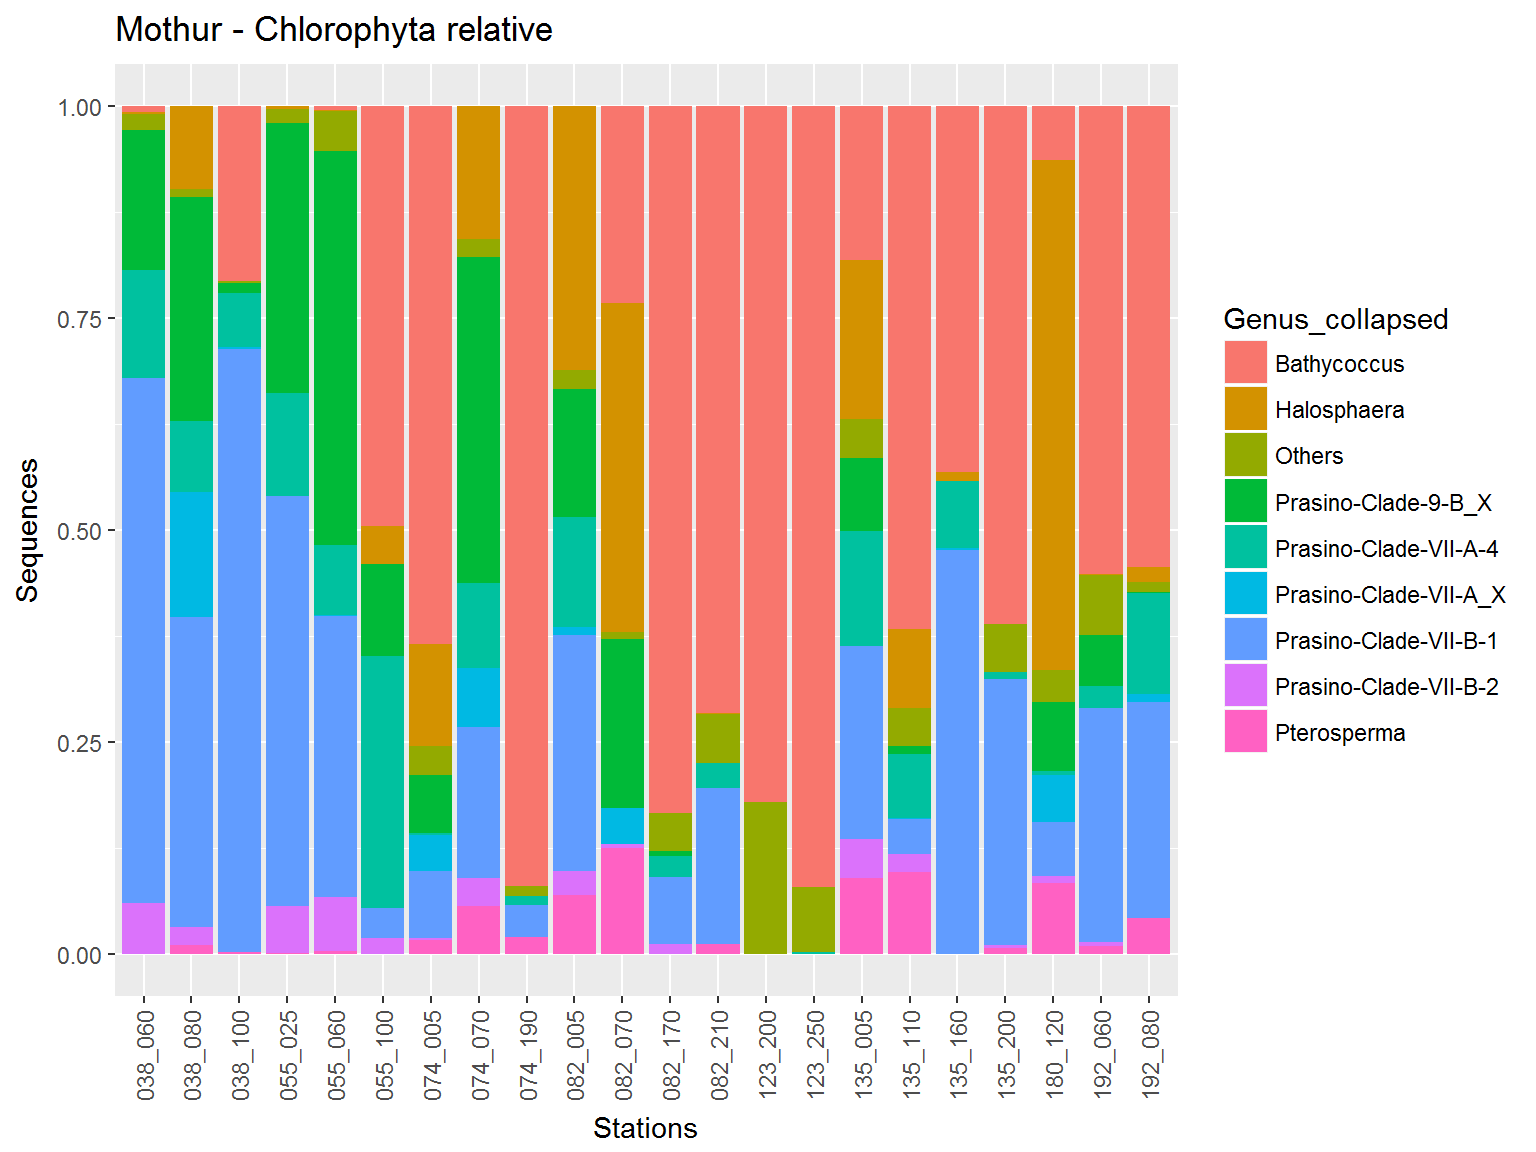 Mothur - Chlorophyta relative
1.00
0.75
0.50
0.25
0.00
Sequences
038_060
038_080
038_100
055_025
055_060
055_100
074_005
074_070
074_190
082_005
082_070
082_170
082_210
123_200
123_250
135_005
135_110
135_160
135_200
180_120
192_060
192_080
Stations
Genus_collapsed
Bathycoccus
Halosphaera
Others
Prasino-Clade-9-B_X
Prasino-Clade-VII-A-4
Prasino-Clade-VII-A_X
Prasino-Clade-VII-B-1
Prasino-Clade-VII-B-2
Pterosperma